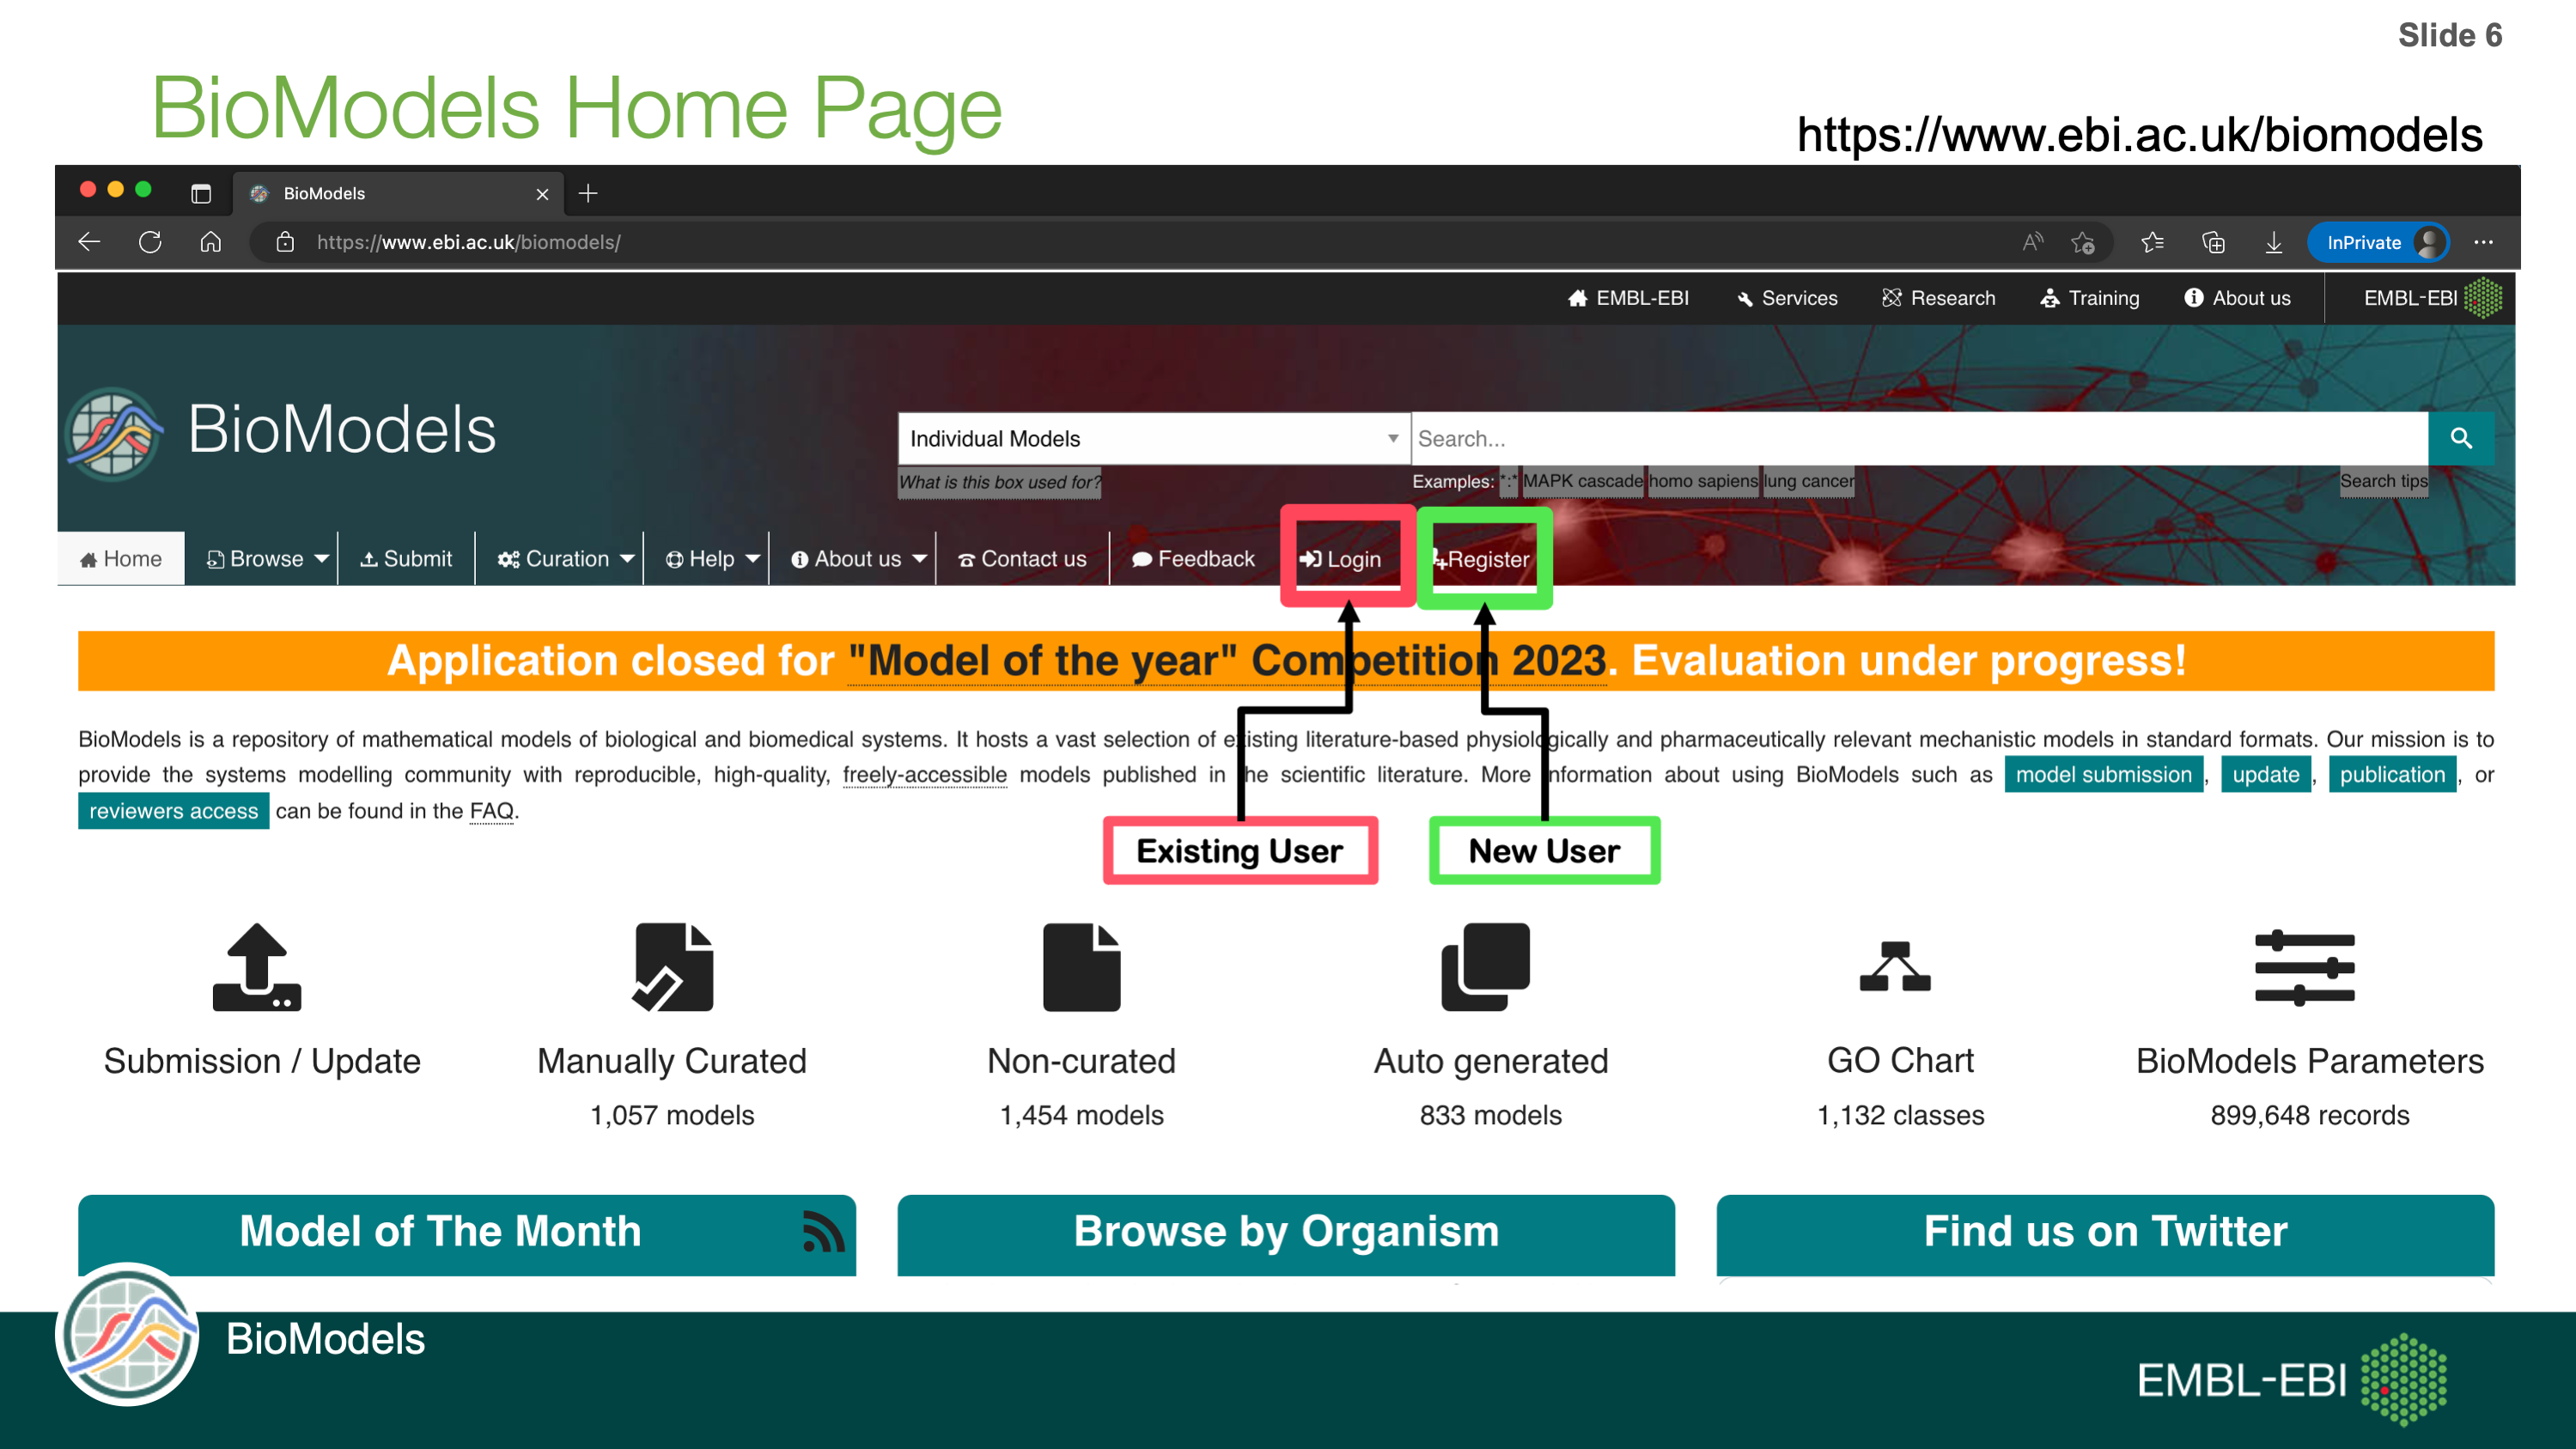 Slide 6
BioModels Home Page
https://www.ebi.ac.uk/biomodels
BioModels
https://www.ebi.ac.uk/biomodels/
InPrivate
EMBL-EBI Services Research Training About us EMBL-EBI
BioModels
Individual Models Search...
What is this box used for? Examples: *:* MAPK cascade homo sapiens lung cancer Search tips
Home Browse Submit Curation Help About us Contact us Feedback Login Register
Application closed for "Model of the year" Competition 2023. Evaluation under progress!
BioModels is a repository of mathematical models of biological and biomedical systems. It hosts a vast selection of existing literature-based physiologically and pharmaceutically relevant mechanistic models in standard formats. Our mission is to
provide the systems modelling community with reproducible, high-quality, freely-accessible models published in the scientific literature. More information about using BioModels such as model submission, update, publication, or
reviewers access can be found in the FAQ.
Existing User New User
Submission / Update Manually Curated Non-curated Auto generated GO Chart BioModels Parameters
1,057 models 1,454 models 833 models 1,132 classes 899,648 records
Model of The Month Browse by Organism Find us on Twitter
BioModels
EMBL-EBI